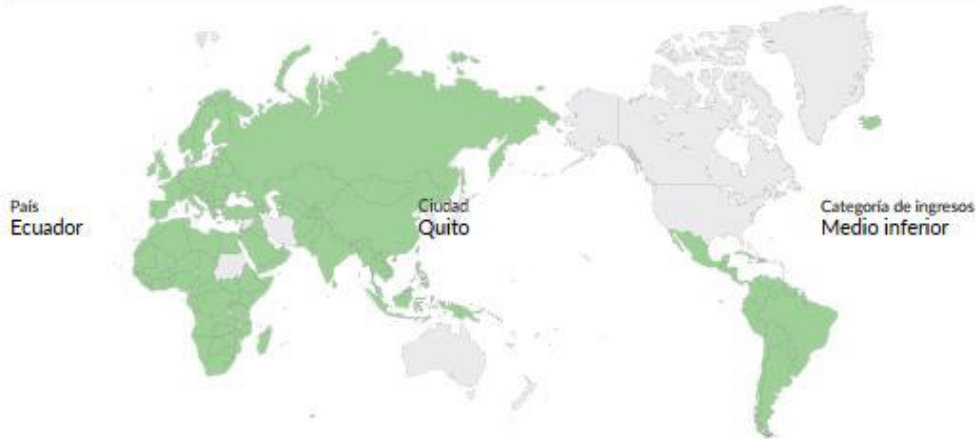 País
Ecuador
Ciudad
Quito
Categoría de ingresos
Medio inferior